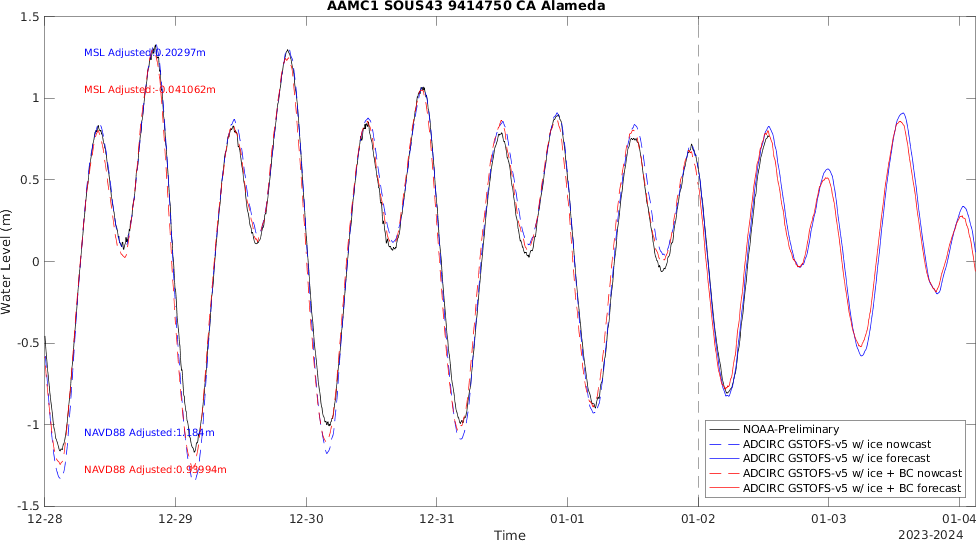 AAMC1 SOUS43 9414750 CA Alameda
1.5
MSL Adjusted:0.20297m
MSL Adjusted:-0.041062m
1
0.5
0
-0.5
-1
-1.5
Water Level (m)
NAVD88 Adjusted:1.184m
NAVD88 Adjusted:0.93994m
NOAA-Preliminary
ADCIRC GSTOFS-v5 w/ ice nowcast
ADCIRC GSTOFS-v5 w/ ice forecast
ADCIRC GSTOFS-v5 w/ ice + BC nowcast
ADCIRC GSTOFS-v5 w/ ice + BC forecast
12-28 12-29 12-30 12-31 01-01 01-02 01-03 01-04
Time
2023-2024